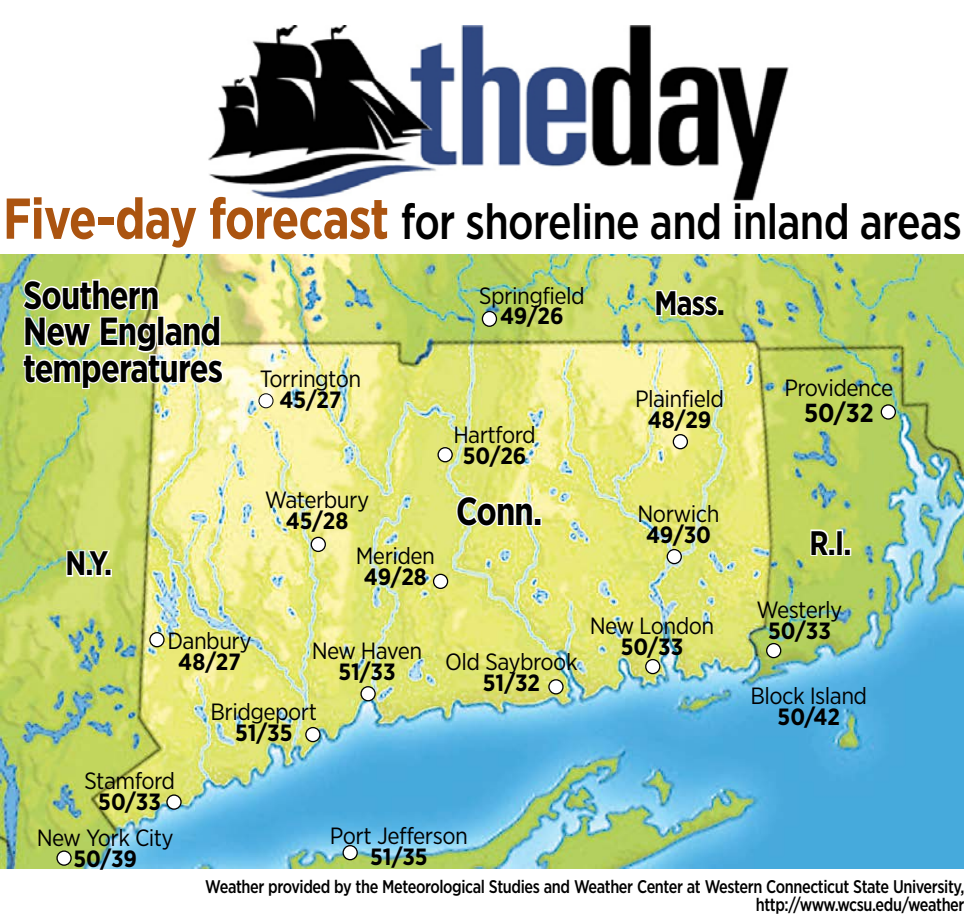 theday
Five-day forecast for shoreline and inland areas
Southern
New England
temperatures
Springfield
49/26
Mass.
Torrington
45/27
Plainfield
48/29
Providence
50/32
Hartford
50/26
Waterbury
45/28
Conn.
Norwich
49/30
R.I.
N.Y.
Meriden
49/28
Danbury
48/27
New Haven
51/33
Old Saybrook
51/32
New London
50/33
Westerly
50/33
Block Island
50/42
Bridgeport
51/35
Stamford
50/33
New York City
50/39
Port Jefferson
51/35
Weather provided by the Meteorological Studies and Weather Center at Western Connecticut State University,
http://www.wcsu.edu/weather